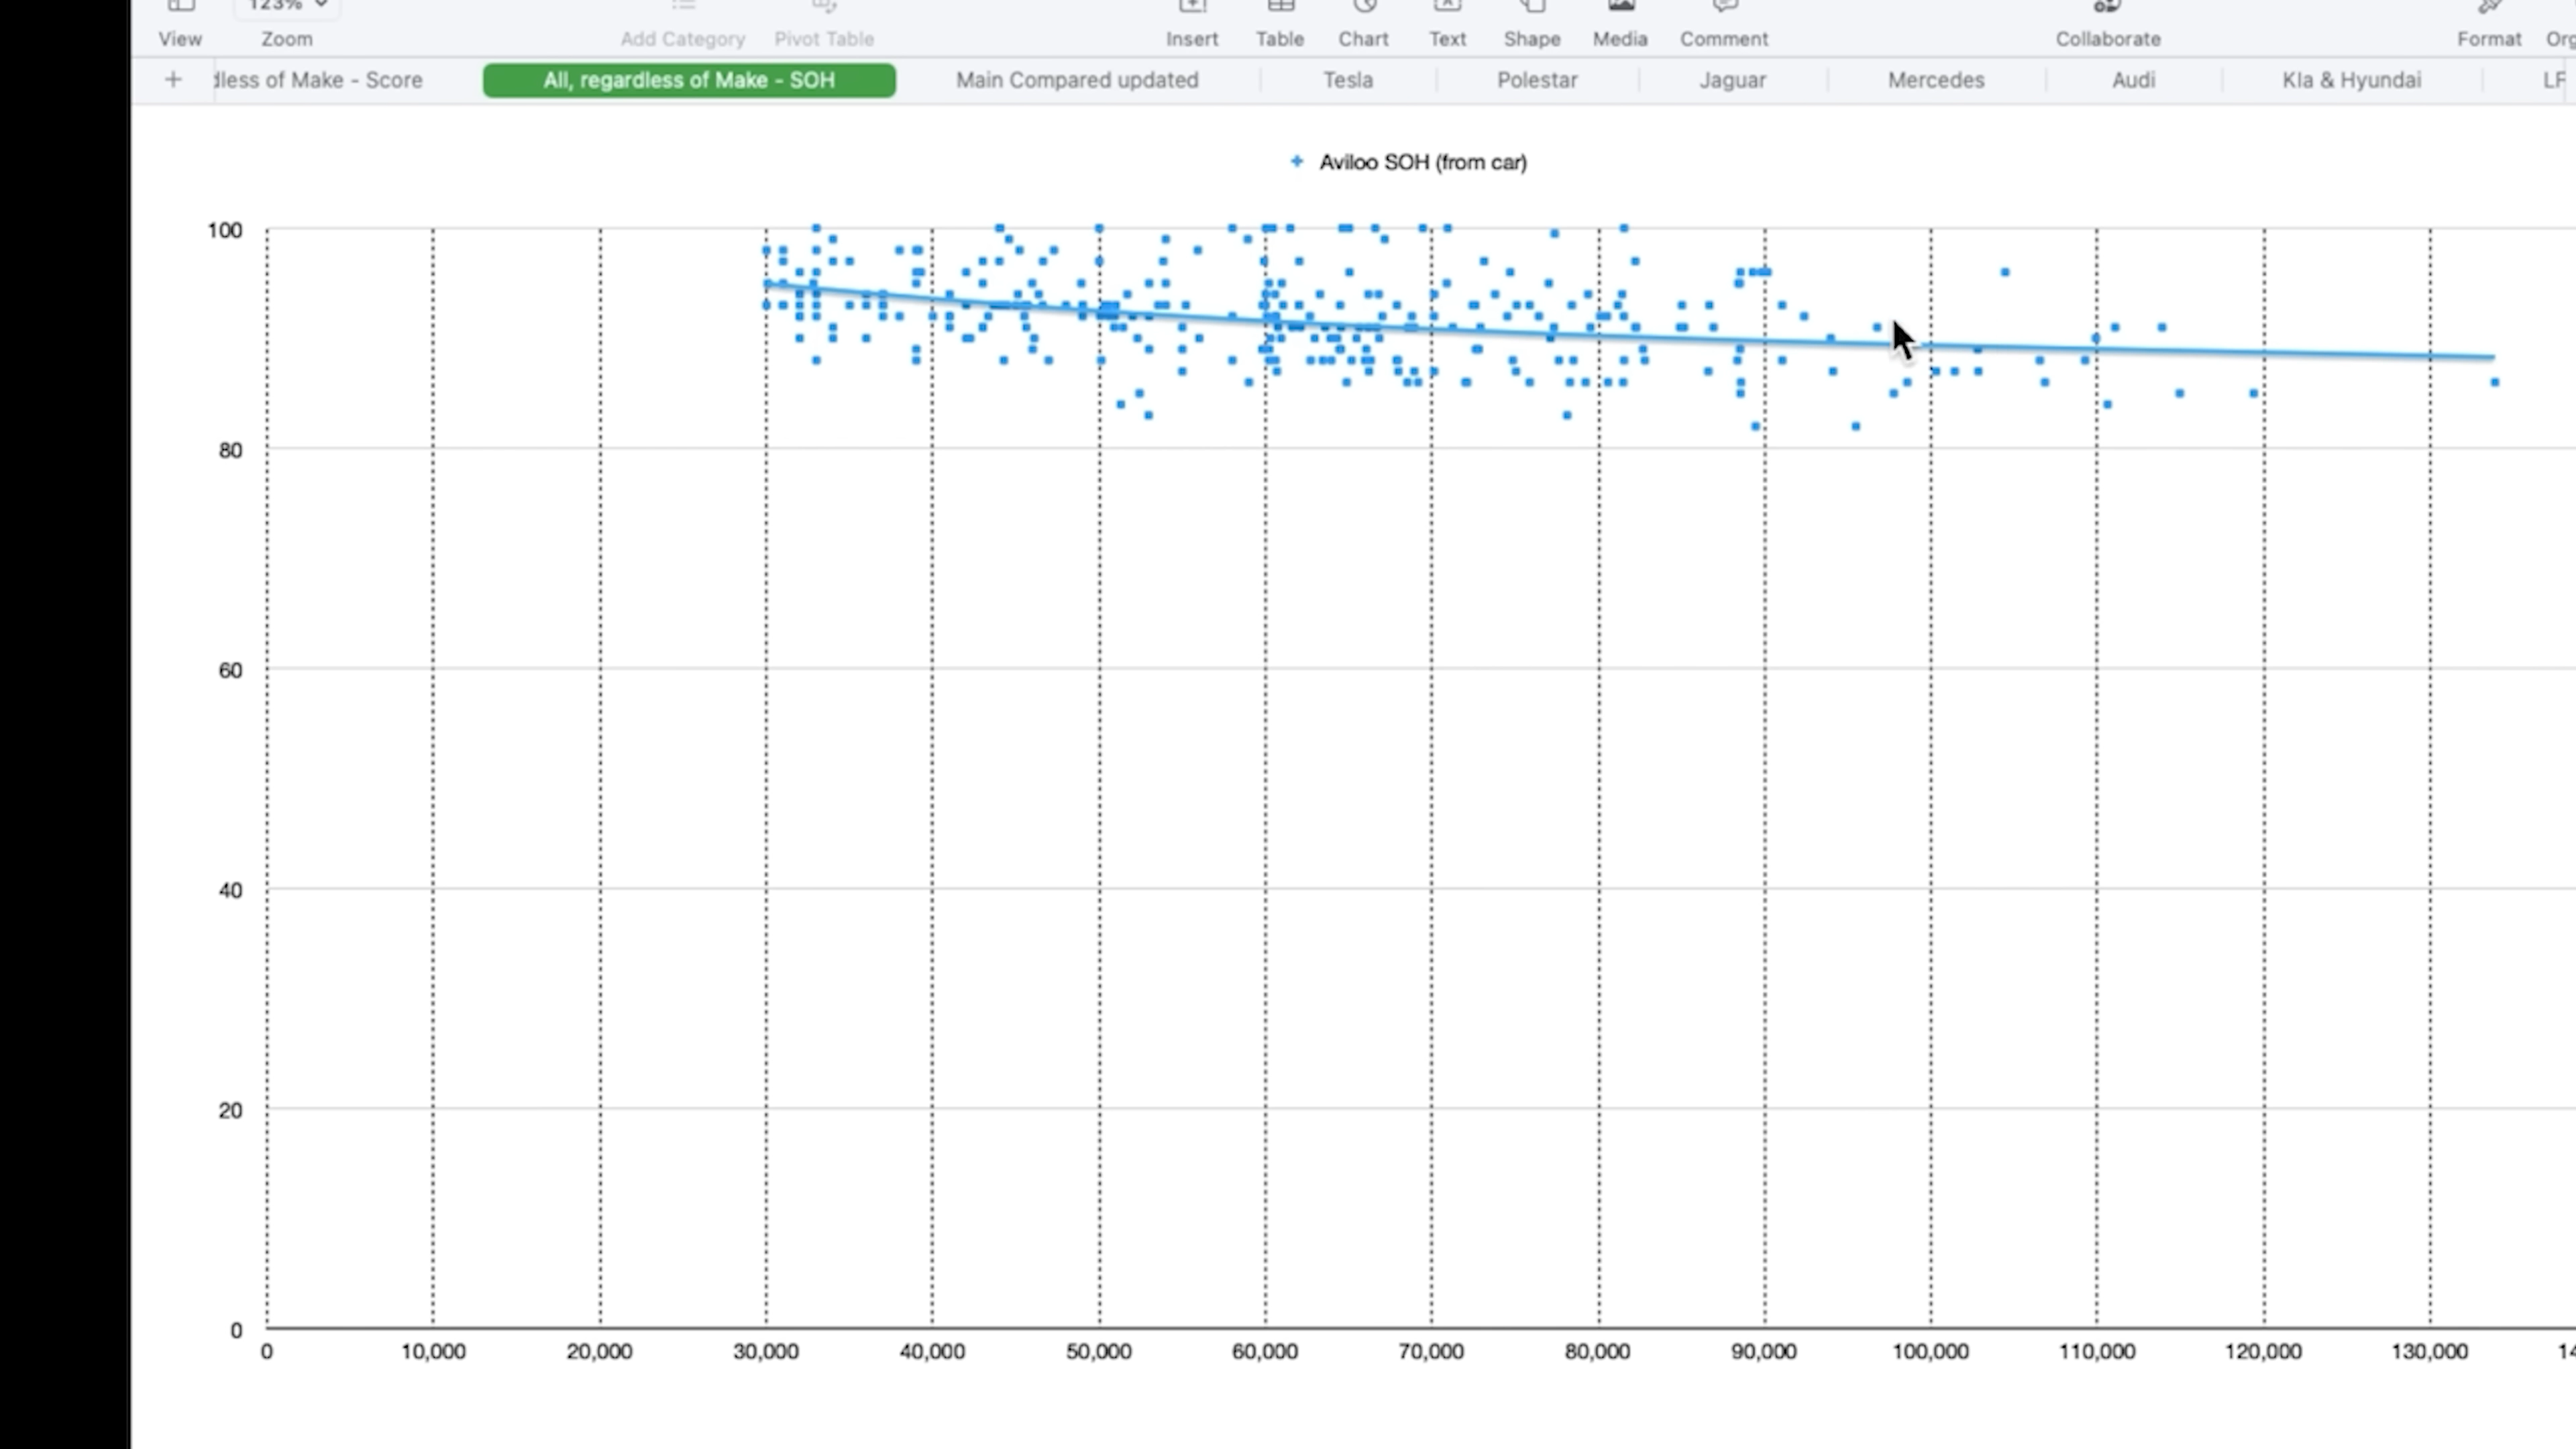 123%
View Zoom Add Category Pivot Table Insert Table Chart Text Shape Media Comment Collaborate Format
dless of Make - Score All, regardless of Make - SOH Main Compared updated Tesla Polestar Jaguar Mercedes Audi KIa & Hyundai
Aviloo SOH (from car)
100
80
60
40
20
0
0 10,000 20,000 30,000 40,000 50,000 60,000 70,000 80,000 90,000 100,000 110,000 120,000 130,000